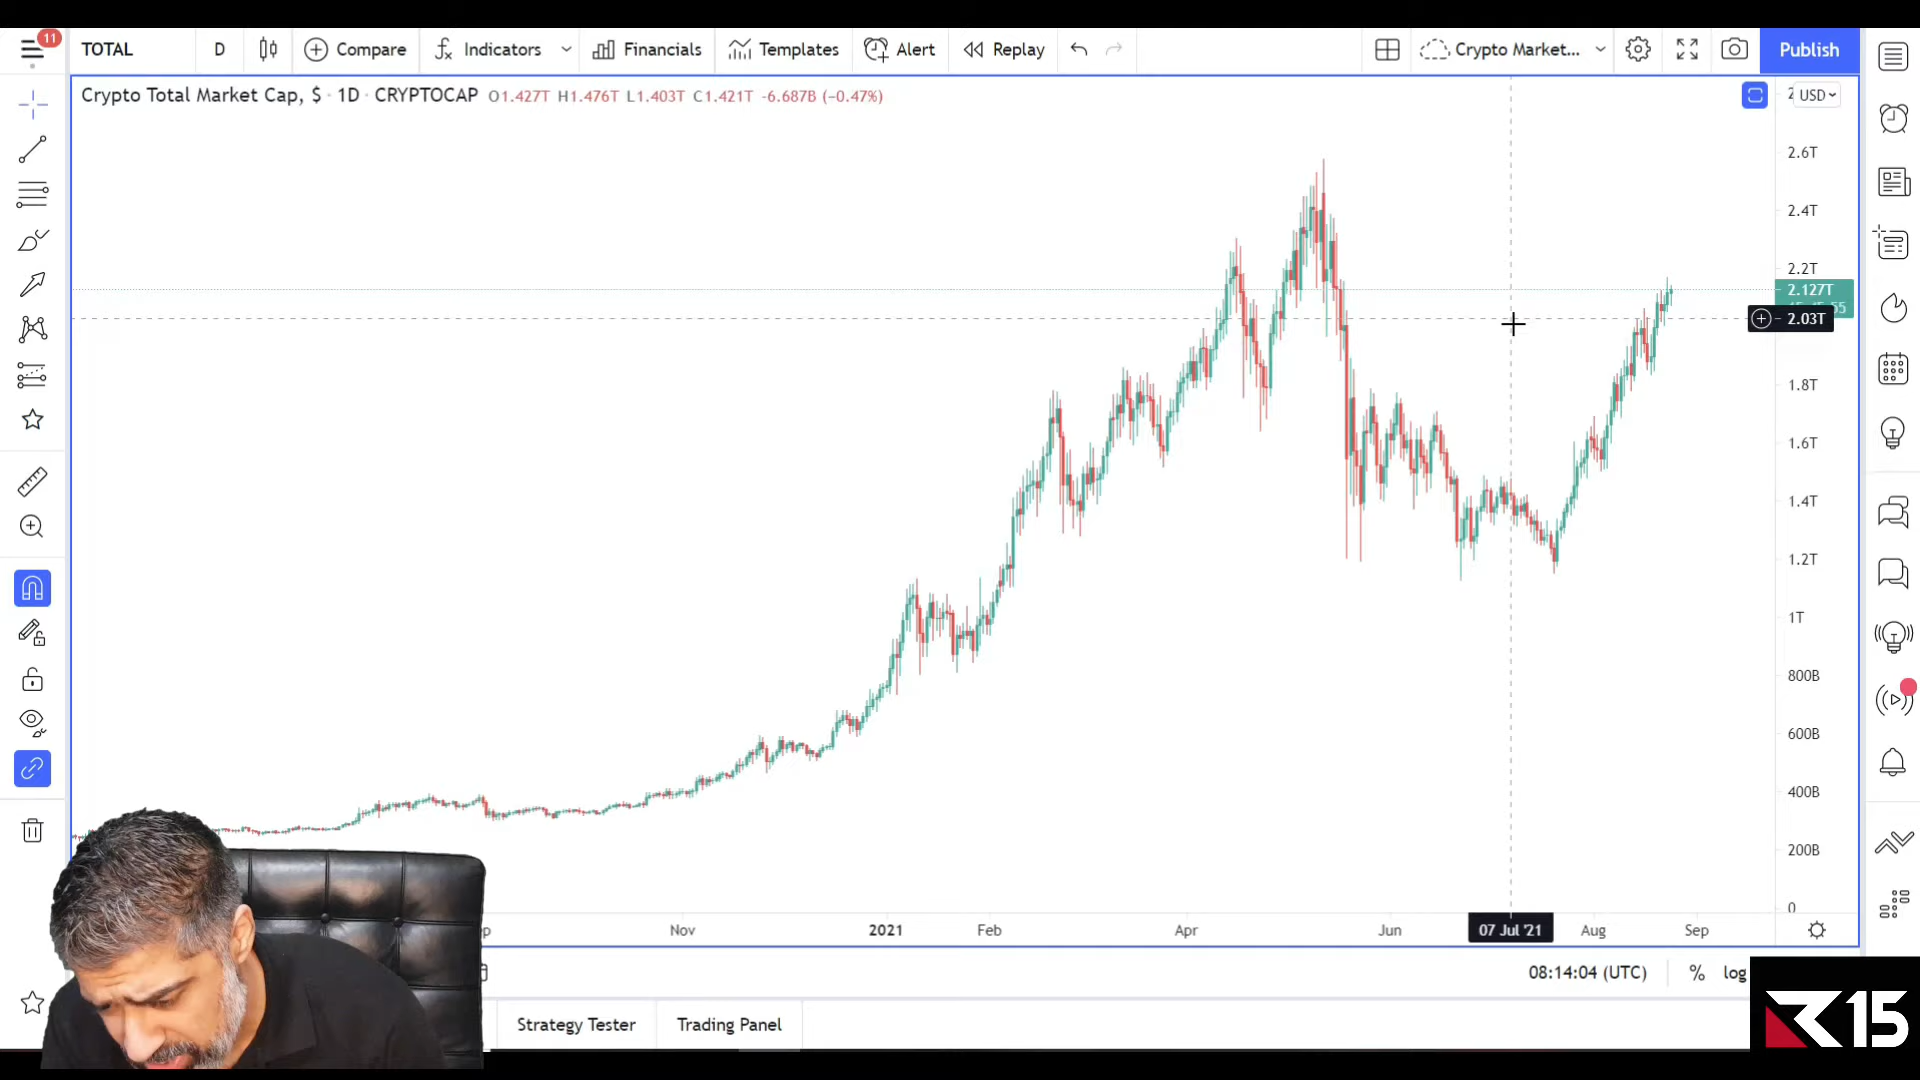 11
TOTAL D Compare Indicators Financials Templates Alert Replay Crypto Market... Publish
Crypto Total Market Cap, $ · 1D · CRYPTOCAP O1.427T H1.476T L1.403T C1.421T -6.687B (−0.47%)
USD
2.6T
2.4T
2.2T
2.127T
2.03T
1.8T
1.6T
1.4T
1.2T
1T
800B
600B
400B
200B
0
Nov 2021 Feb Apr Jun 07 Jul '21 Aug Sep
08:14:04 (UTC) % log
Strategy Tester Trading Panel
R15